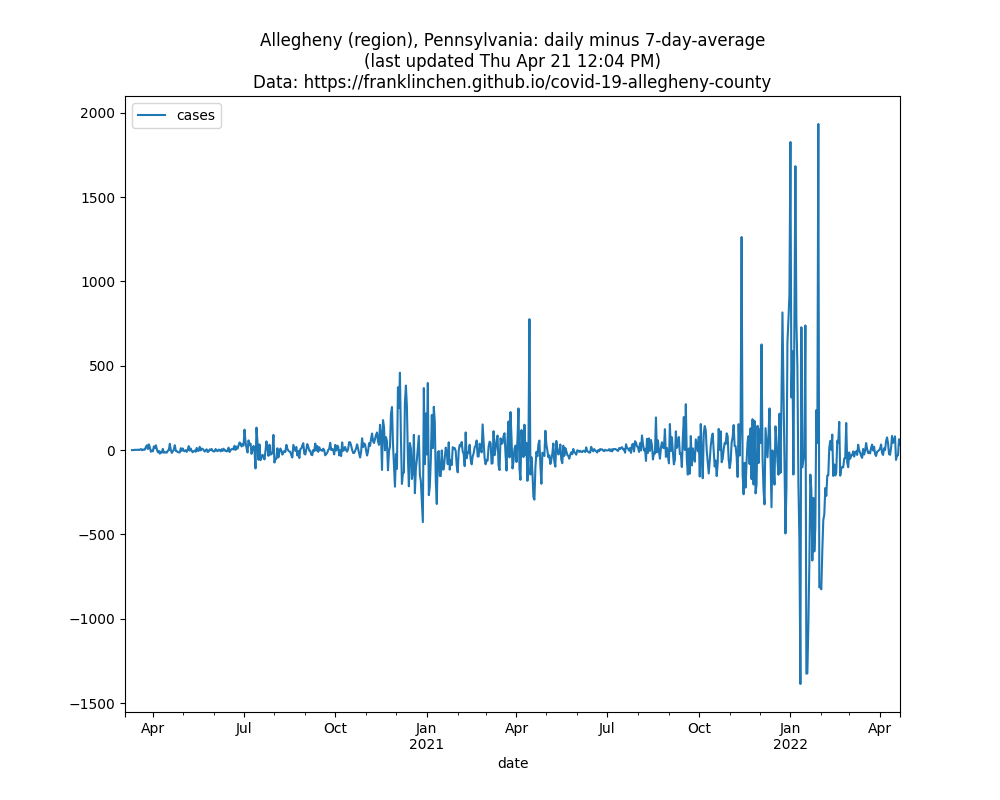 Allegheny (region), Pennsylvania: daily minus 7-day-average
(last updated Thu Apr 21 12:04 PM)
Data: https://franklinchen.github.io/covid-19-allegheny-county
cases
2000
1500
1000
500
0
−500
−1000
−1500
Apr Jul Oct Jan Apr Jul Oct Jan Apr
2021 2022
date